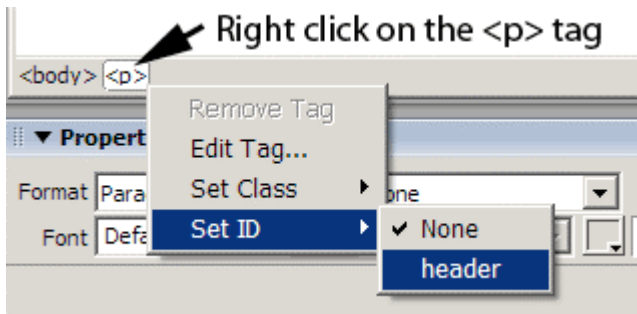 Right click on the <p> tag
<body> <p>
Remove Tag
▼ Propert
Edit Tag...
Format Para
Set Class
one
Font Defa
Set ID
None
header